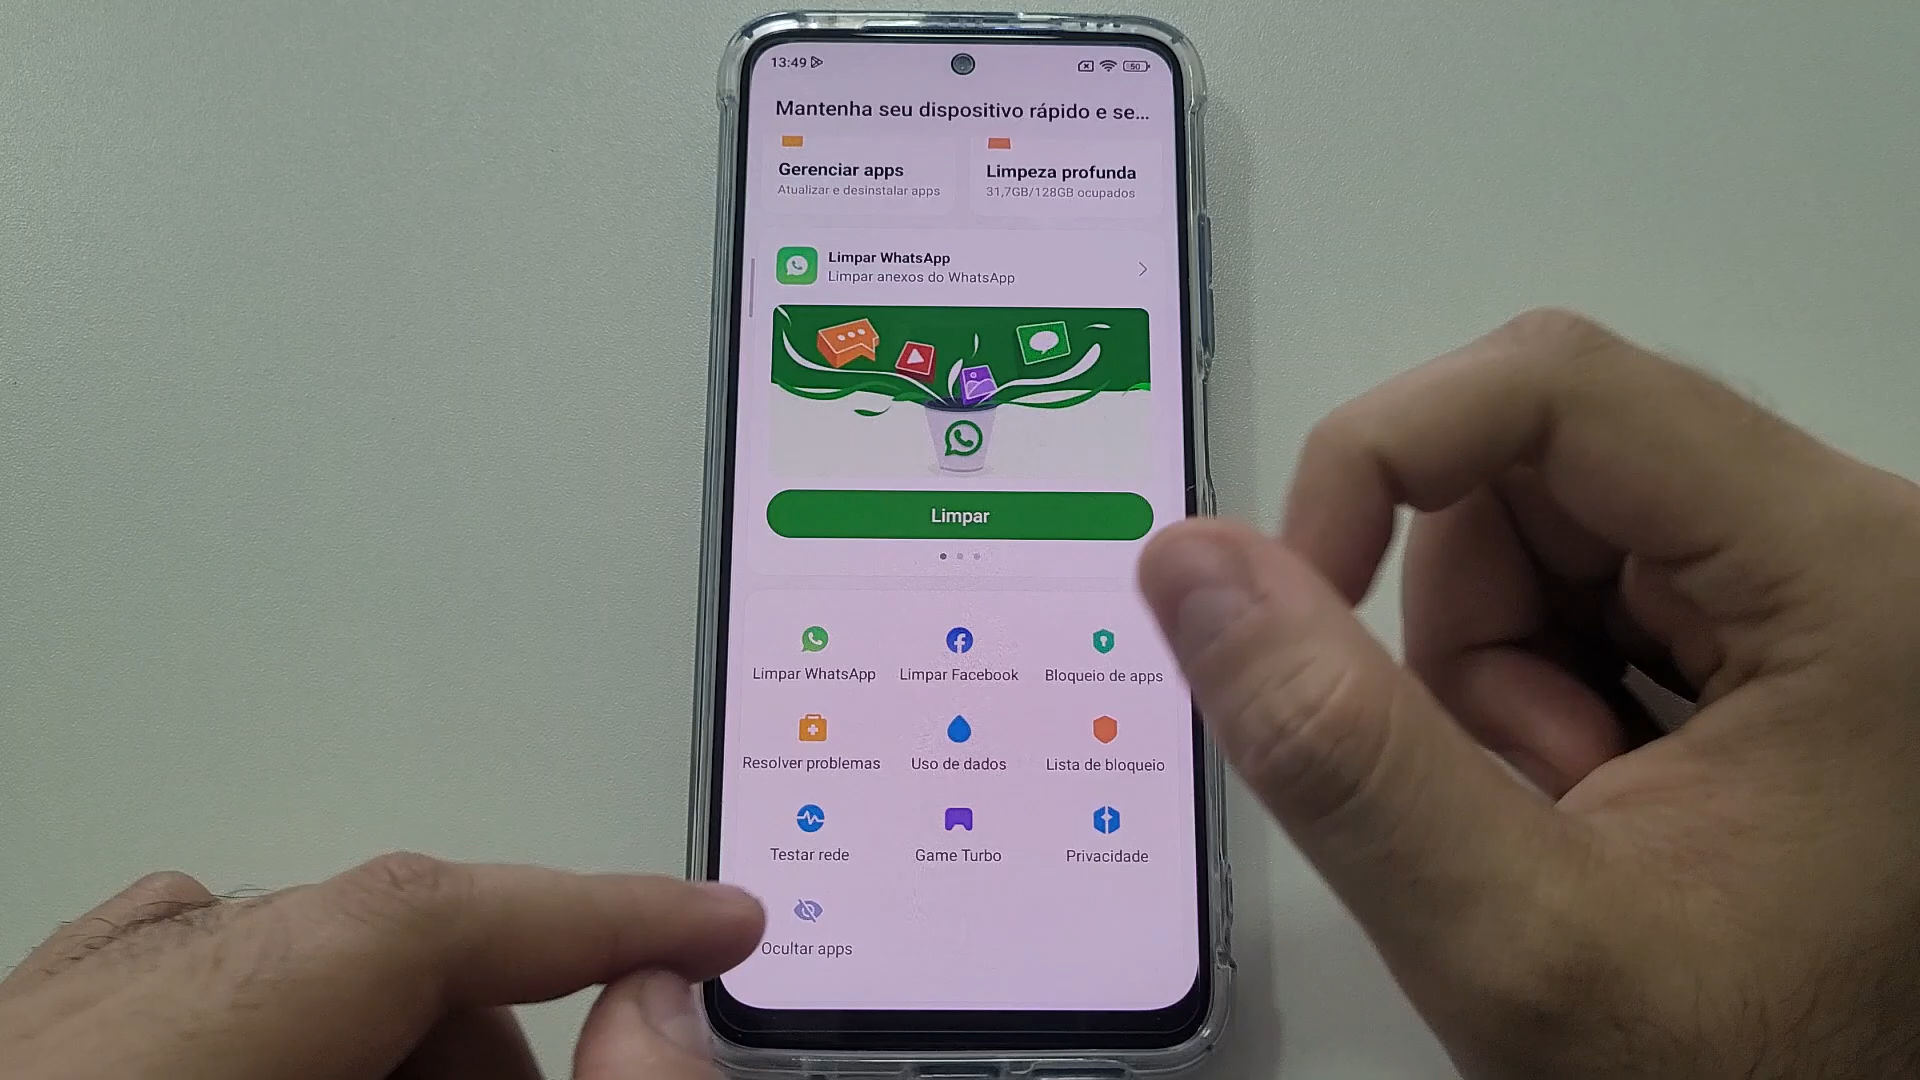 13:49
50
Mantenha seu dispositivo rápido e se...
Gerenciar apps
Atualizar e desinstalar apps
Limpeza profunda
31,7GB/128GB ocupados
Limpar WhatsApp
Limpar anexos do WhatsApp
Limpar
Limpar WhatsApp
Limpar Facebook
Bloqueio de apps
Resolver problemas
Uso de dados
Lista de bloqueio
Testar rede
Game Turbo
Privacidade
Ocultar apps